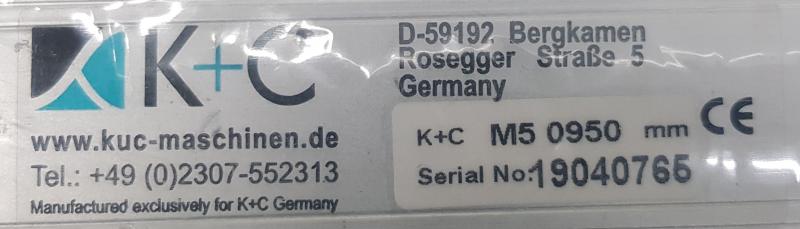 K+C
www.kuc-maschinen.de
Tel.: +49 (0)2307-552313
Manufactured exclusively for K+C Germany
D-59192 Bergkamen
Rosegger Straße 5
Germany
K+C M5 0950 mm CE
Serial No:19040765